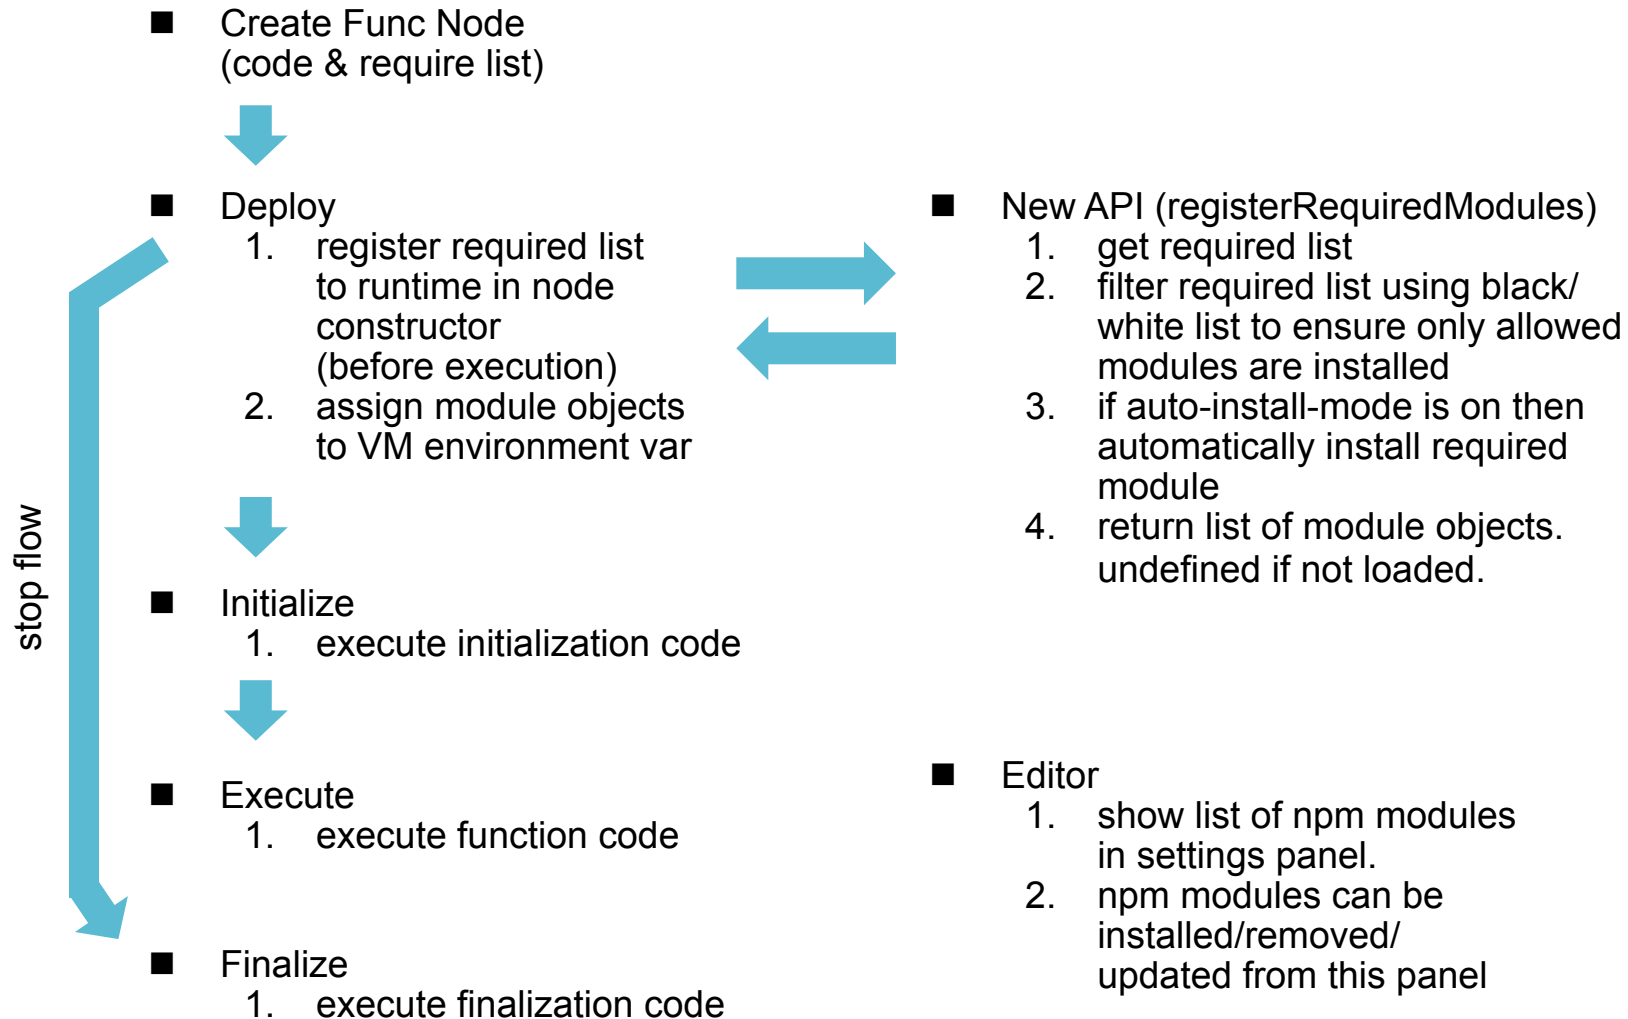 Create Func Node
(code & require list)
Deploy
1. register required list
to runtime in node
constructor
(before execution)
2. assign module objects
to VM environment var
stop flow
Initialize
1. execute initialization code
Execute
1. execute function code
Finalize
1. execute finalization code
New API (registerRequiredModules)
1. get required list
2. filter required list using black/
white list to ensure only allowed
modules are installed
3. if auto-install-mode is on then
automatically install required
module
4. return list of module objects.
undefined if not loaded.
Editor
1. show list of npm modules
in settings panel.
2. npm modules can be
installed/removed/
updated from this panel